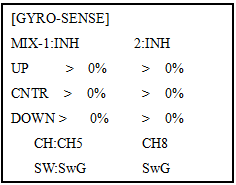 [GYRO-SENSE]
MIX-1:INH 2:INH
UP > 0% > 0%
CNTR > 0% > 0%
DOWN > 0% > 0%
CH:CH5 CH8
SW:SwG SwG